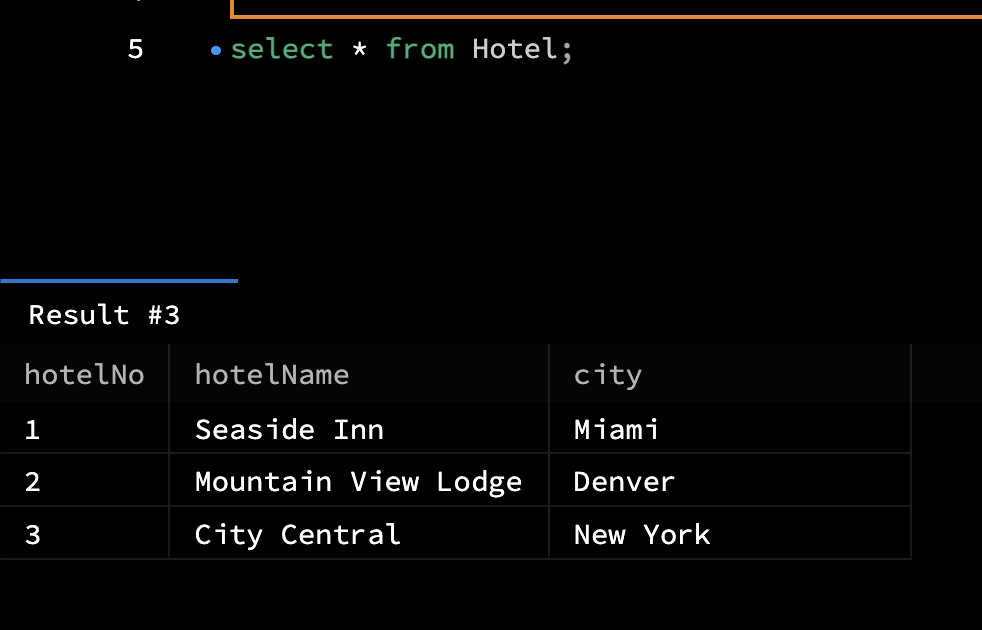 5 select * from Hotel;
Result #3
hotelNo hotelName city
1 Seaside Inn Miami
2 Mountain View Lodge Denver
3 City Central New York